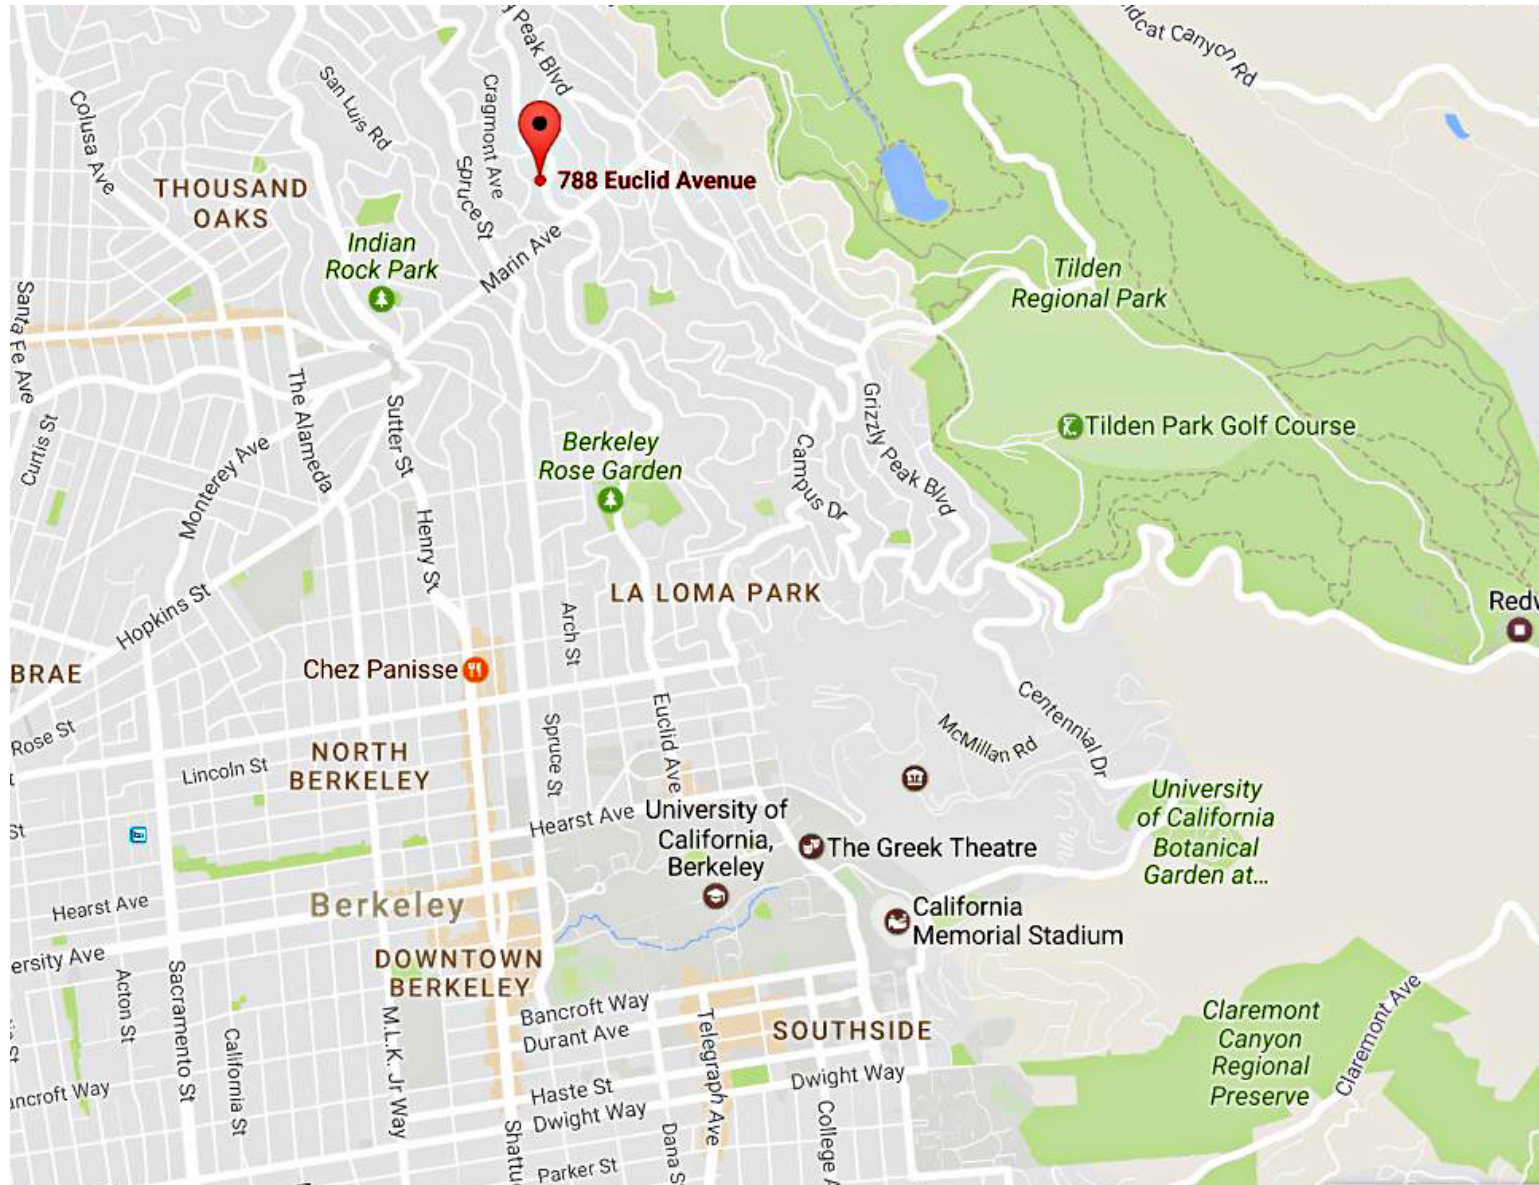 y Peak Blvd
ldcat Canyon Rd
San Luis Rd
Colusa Ave
Cragmont Ave
Spruce St
788 Euclid Avenue
THOUSAND
OAKS
Indian
Rock Park
Marin Ave
Tilden
Regional Park
Santa Fe Ave
The Alameda
Sutter St
Grizzly Peak Blvd
Curtis St
Monterey Ave
Berkeley
Rose Garden
Campus Dr
Tilden Park Golf Course
Henry St
Hopkins St
LA LOMA PARK
Arch St
Redw
BRAE
Chez Panisse
Rose St
Euclid Ave
Centennial Dr
McMillan Rd
Lincoln St
NORTH
BERKELEY
Spruce St
t
St
Hearst Ave
University of
California,
Berkeley
The Greek Theatre
University
of California
Botanical
Garden at...
Hearst Ave
Berkeley
California
Memorial Stadium
ersity Ave
DOWNTOWN
BERKELEY
Acton St
Sacramento St
California St
M.L.K. Jr Way
Bancroft Way
Durant Ave
Telegraph Ave
SOUTHSIDE
Claremont
Canyon
Regional
Preserve
Claremont Ave
St
ancroft Way
Haste St
Dwight Way
Dwight Way
Shattu
Parker St
Dana S
College A